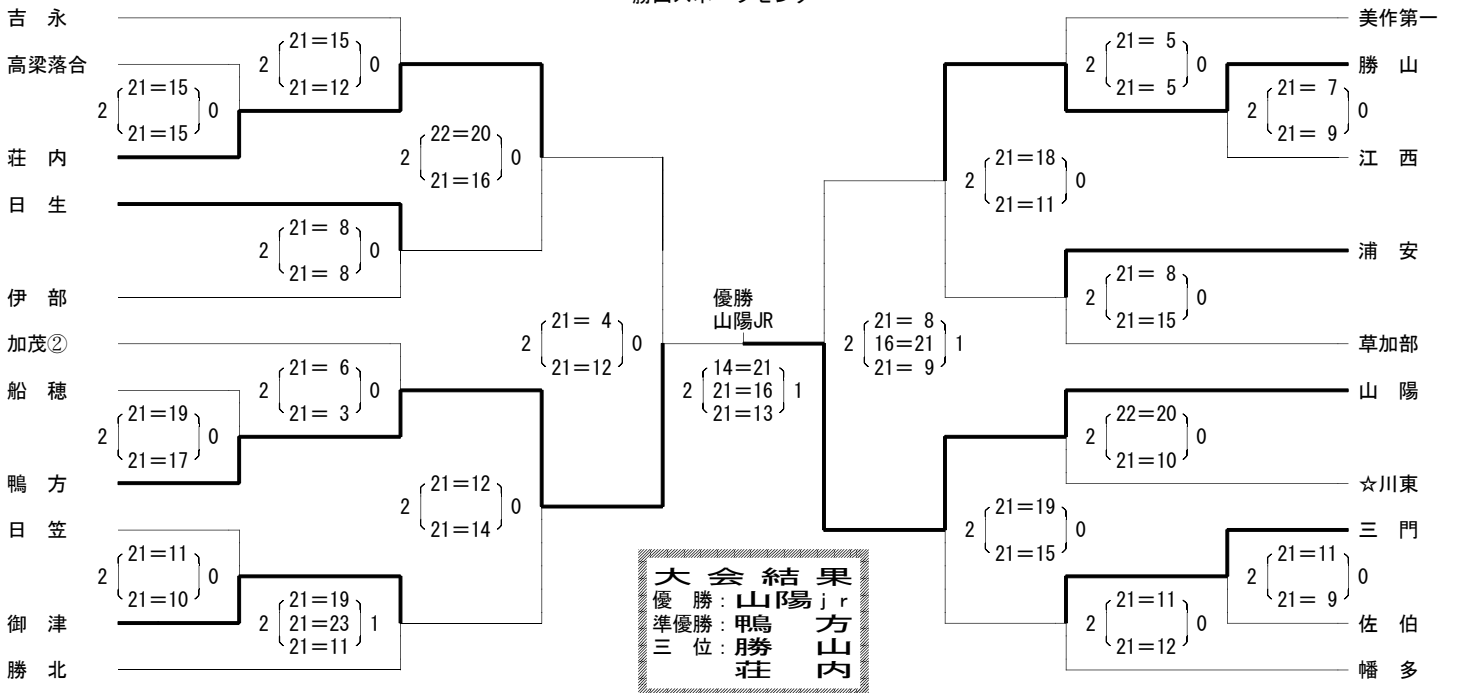 吉 永
高梁落合
荘 内
日 生
伊 部
加茂②
船 穂
鴨 方
日 笠
御 津
勝 北
2 21=15 0
21=12
2 21=15 0
21=15
2 22=20 0
21=16
2 21= 8 0
21= 8
2 21= 4 0
21=12
2 21= 6 0
21= 3
2 21=19 0
21=17
2 21=12 0
21=14
2 21=11 0
21=10
21=19
2 21=23 1
21=11
優勝
山陽JR
14=21
2 21=16 1
21=13
21= 8
2 16=21 1
21= 9
2 21= 5 0
21= 5
2 21= 7 0
21= 9
2 21=18 0
21=11
2 21= 8 0
21=15
2 22=20 0
21=10
2 21=19 0
21=15
2 21=11 0
21= 9
2 21=11 0
21=12
美作第一
勝 山
江 西
浦 安
草加部
山 陽
☆川東
三 門
佐 伯
幡 多
大 会 結 果
優 勝：山陽ｊｒ
準優勝：鴨 方
三 位：勝 山
荘 内